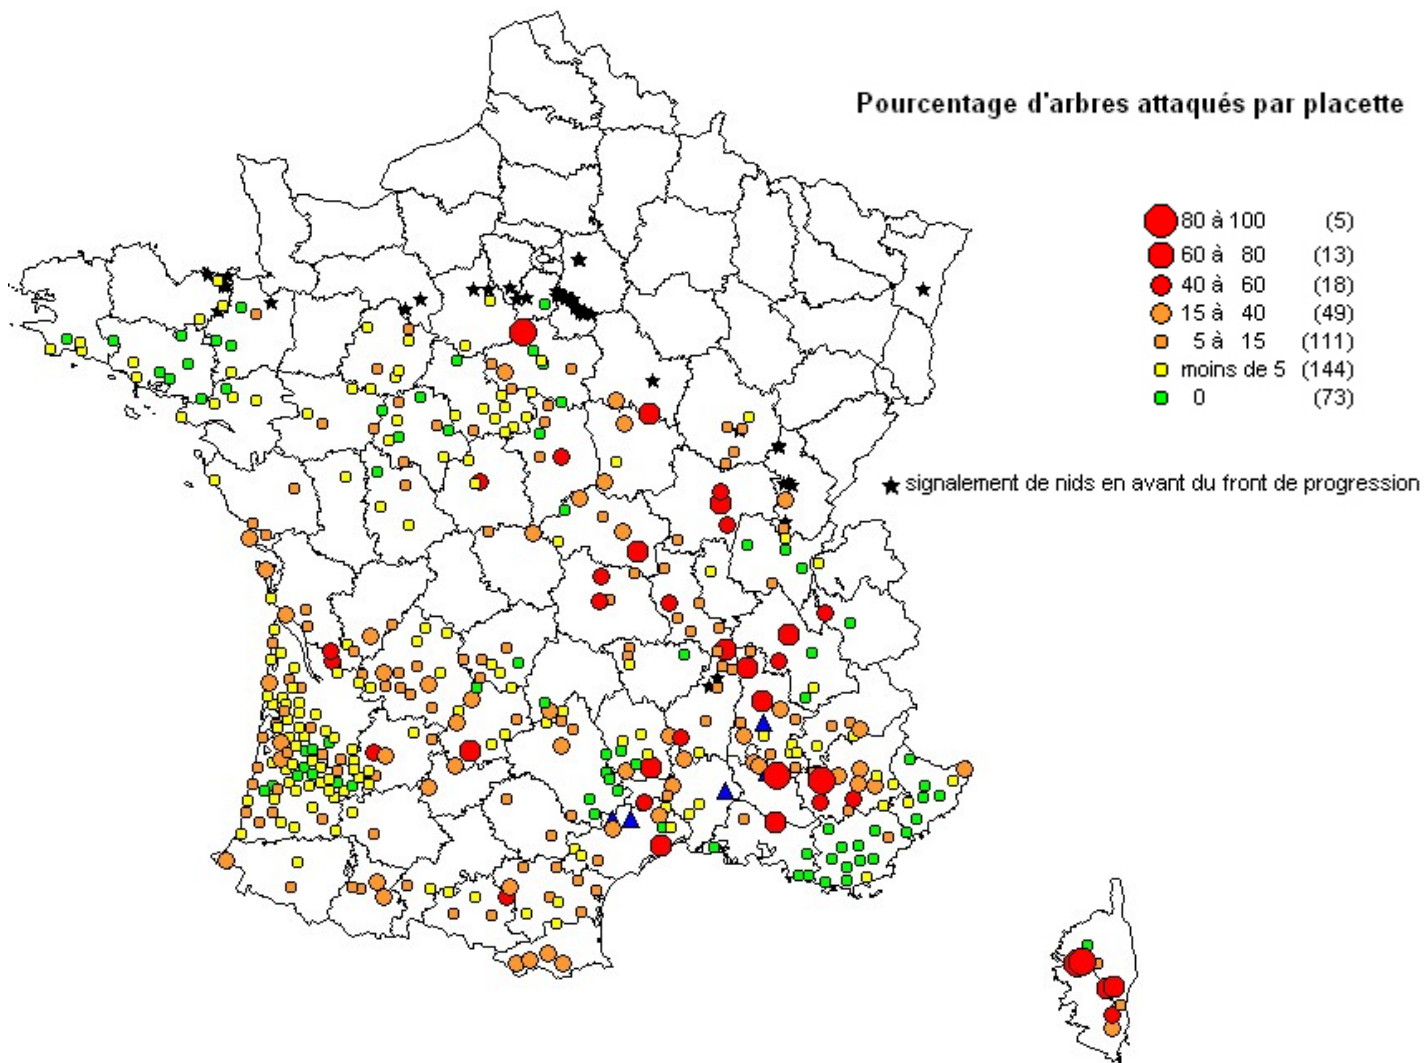 Pourcentage d'arbres attaqués par placette
80 à 100 (5)
60 à 80 (13)
40 à 60 (18)
15 à 40 (49)
5 à 15 (111)
moins de 5 (144)
0 (73)
signalement de nids en avant du front de progression